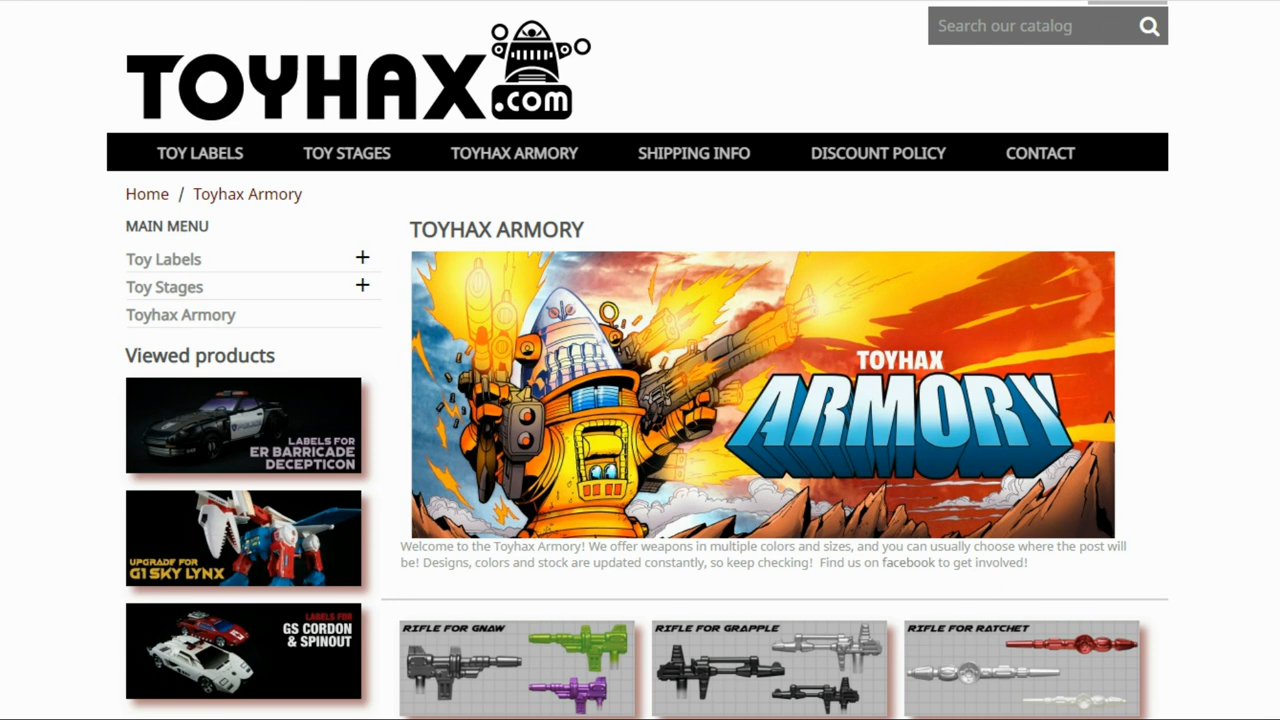 Search our catalog
TOYHAX
.com
TOY LABELS TOY STAGES TOYHAX ARMORY SHIPPING INFO DISCOUNT POLICY CONTACT
Home / Toyhax Armory
MAIN MENU
Toy Labels +
Toy Stages +
Toyhax Armory
Viewed products
LABELS FOR
ER BARRICADE
DECEPTICON
UPGRADE FOR
G1 SKY LYNX
LABELS FOR
GS CORDON
& SPINOUT
TOYHAX ARMORY
TOYHAX
ARMORY
Welcome to the Toyhax Armory! We offer weapons in multiple colors and sizes, and you can usually choose where the post will
be! Designs, colors and stock are updated constantly, so keep checking! Find us on facebook to get involved!
RIFLE FOR GNAW
RIFLE FOR GRAPPLE
RIFLE FOR RATCHET